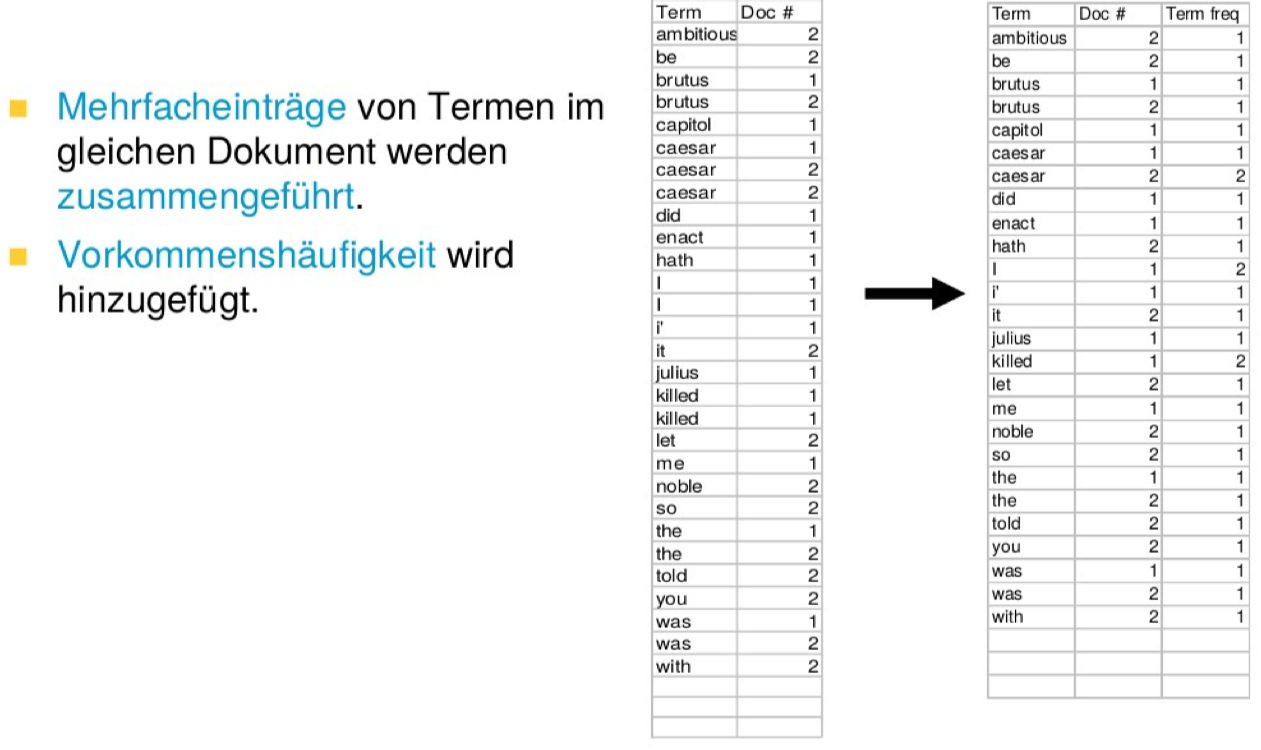 Mehrfacheinträge von Termen im
gleichen Dokument werden
zusammengeführt.
Vorkommenshäufigkeit wird
hinzugefügt.
Term Doc #
ambitious 2
be 2
brutus 1
brutus 2
capitol 1
caesar 1
caesar 2
caesar 2
did 1
enact 1
hath 1
I 1
I 1
i' 1
it 2
julius 1
killed 1
killed 1
let 2
me 1
noble 2
so 2
the 1
the 2
told 2
you 2
was 1
was 2
with 2
Term Doc # Term freq
ambitious 2 1
be 2 1
brutus 1 1
brutus 2 1
capitol 1 1
caesar 1 1
caesar 2 2
did 1 1
enact 1 1
hath 2 1
I 1 2
i' 1 1
it 2 1
julius 1 1
killed 1 2
let 2 1
me 1 1
noble 2 1
so 2 1
the 1 1
the 2 1
told 2 1
you 2 1
was 1 1
was 2 1
with 2 1